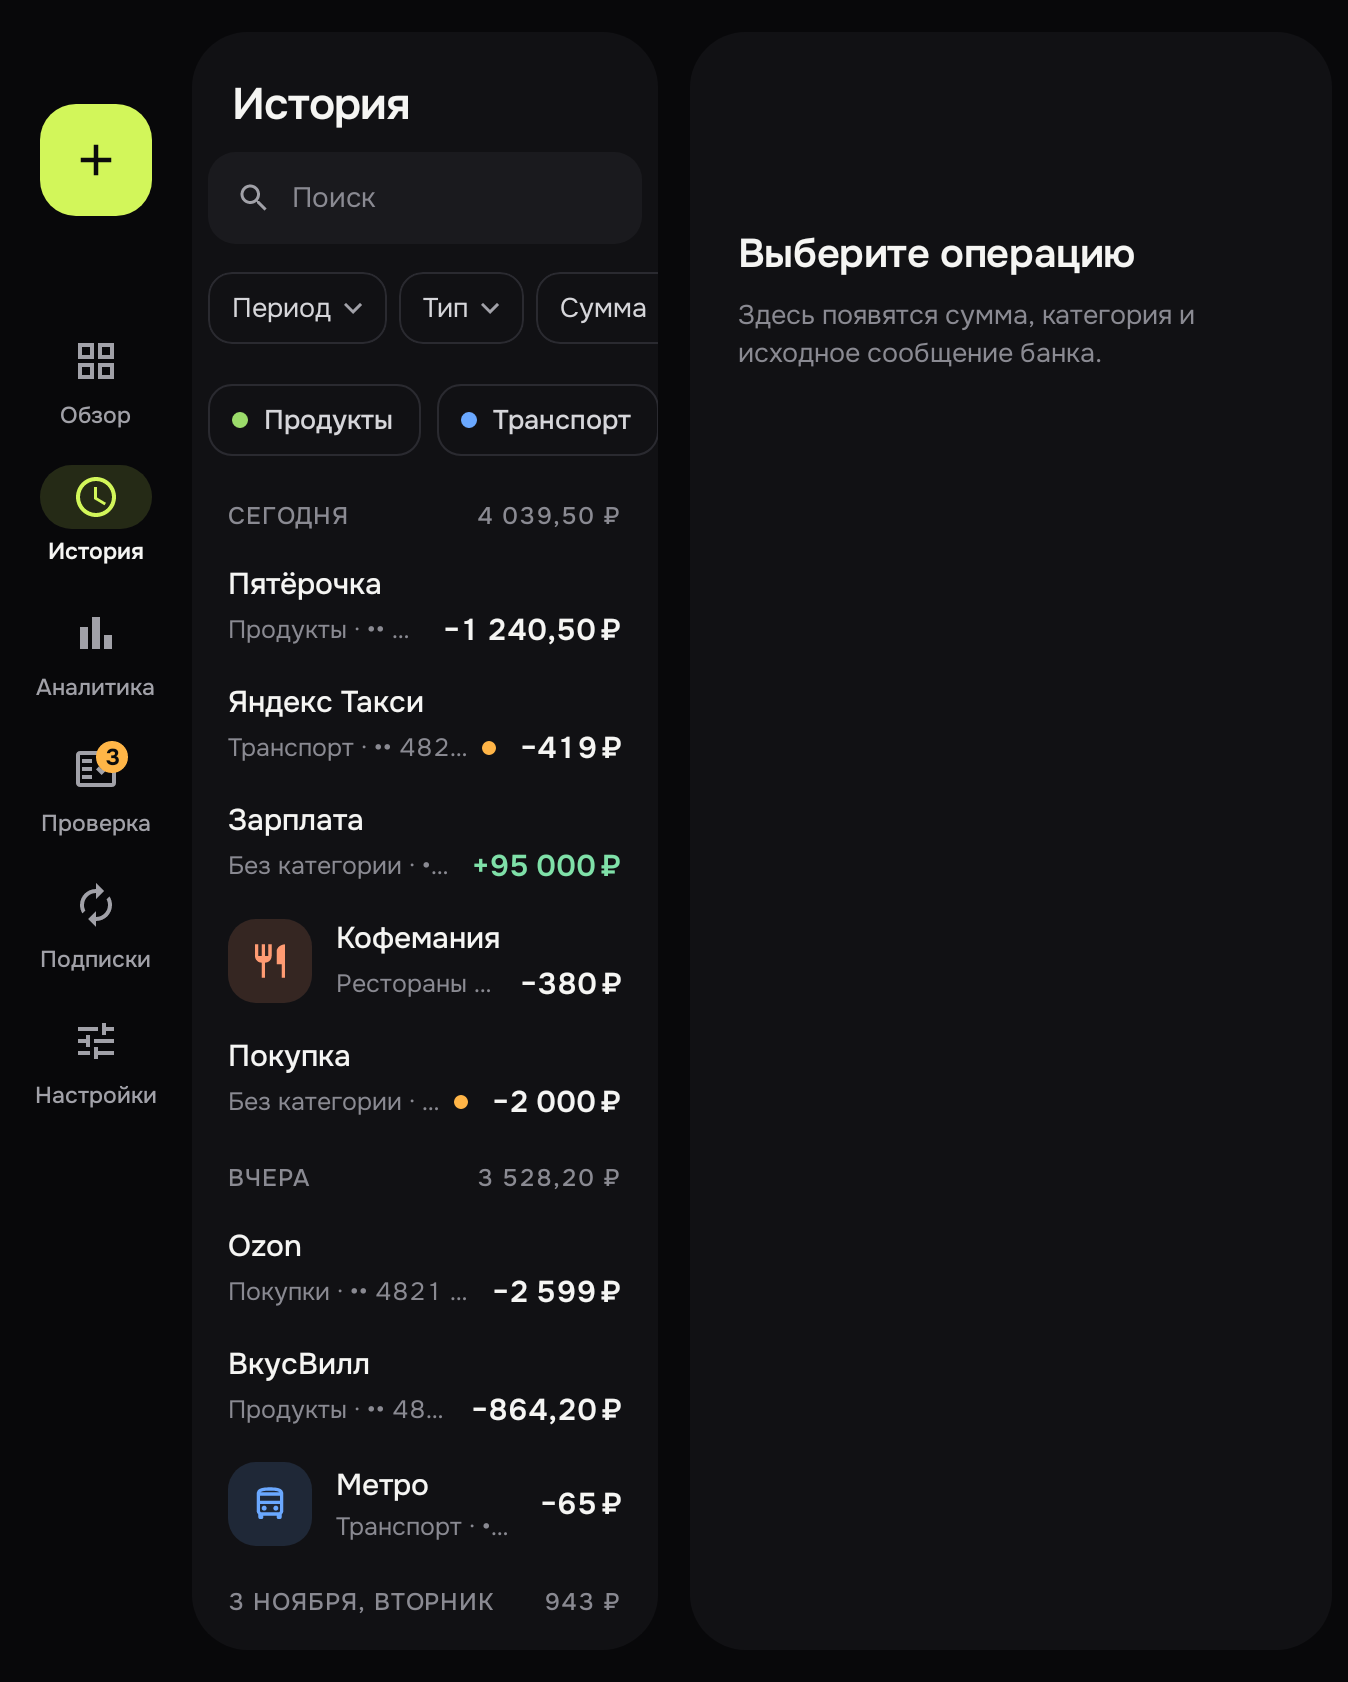 +
Обзор
История
Аналитика
3
Проверка
Подписки
Настройки
История
Поиск
Период
Тип
Сумма
Продукты
Транспорт
СЕГОДНЯ 4 039,50 ₽
Пятёрочка
Продукты · •• ... −1 240,50 ₽
Яндекс Такси
Транспорт · •• 482... −419 ₽
Зарплата
Без категории · •... +95 000 ₽
Кофемания
Рестораны ... −380 ₽
Покупка
Без категории · ... −2 000 ₽
ВЧЕРА 3 528,20 ₽
Ozon
Покупки · •• 4821 ... −2 599 ₽
ВкусВилл
Продукты · •• 48... −864,20 ₽
Метро
−65 ₽
Транспорт · •...
3 НОЯБРЯ, ВТОРНИК 943 ₽
Выберите операцию
Здесь появятся сумма, категория и
исходное сообщение банка.